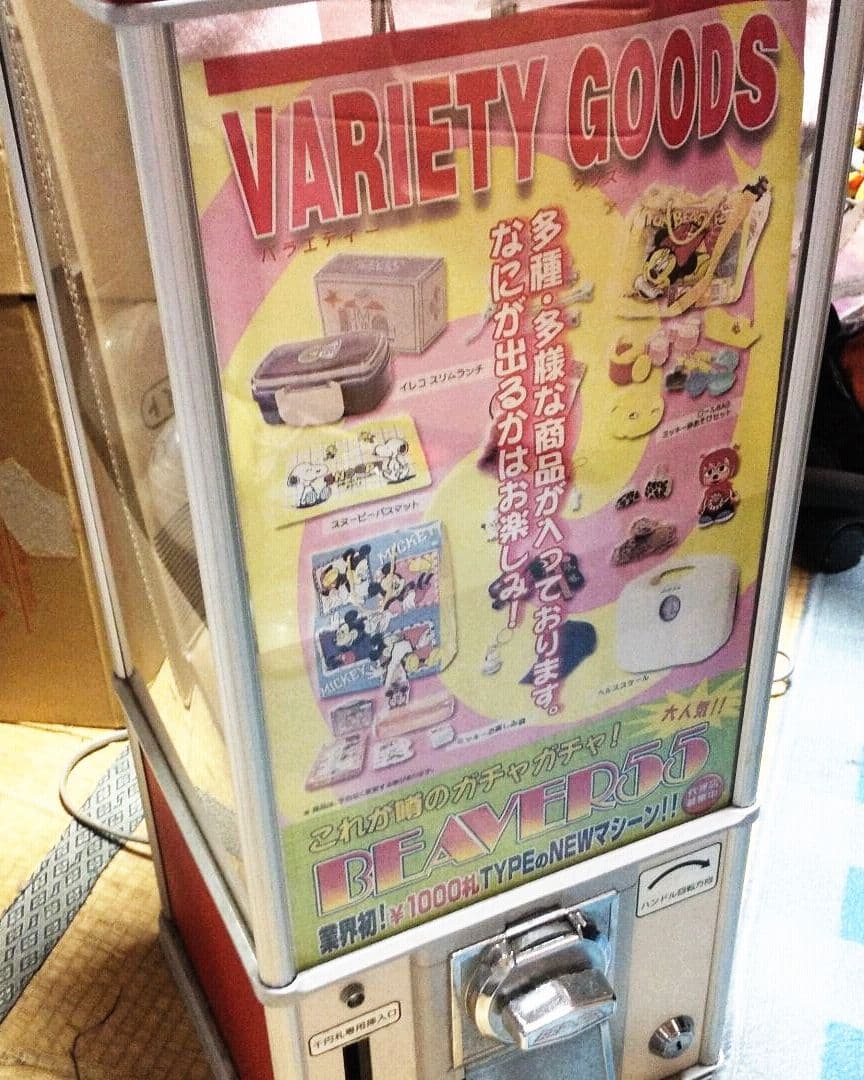 VARIETY GOODS
バラエティー
グッズ
多種・多様な商品が入っております。
なにが出るかはお楽しみ!
イレコ スリムランチ
スヌーピーバスマット
MICKEY
MICKEY
ヘルススケール
大人気!!
これが噂のガチャガチャ!
BEAVER55
業界初!¥1000札TYPEのNEWマシーン!!
ハンドル回転方向
千円札専用挿入口